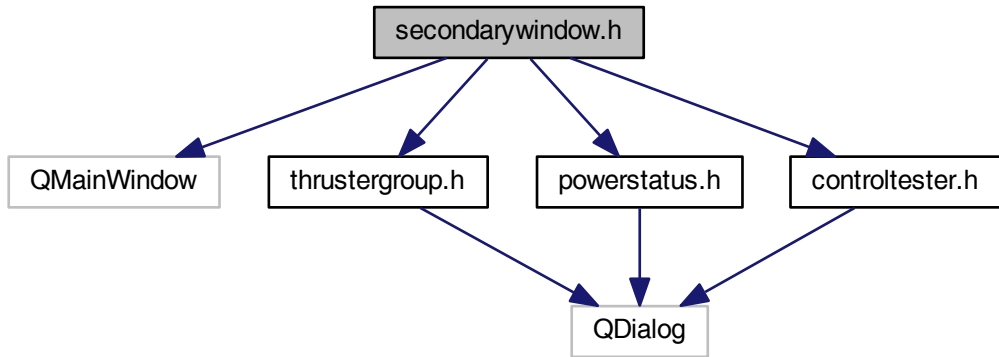 secondarywindow.h
QMainWindow
thrustergroup.h
powerstatus.h
controltester.h
QDialog